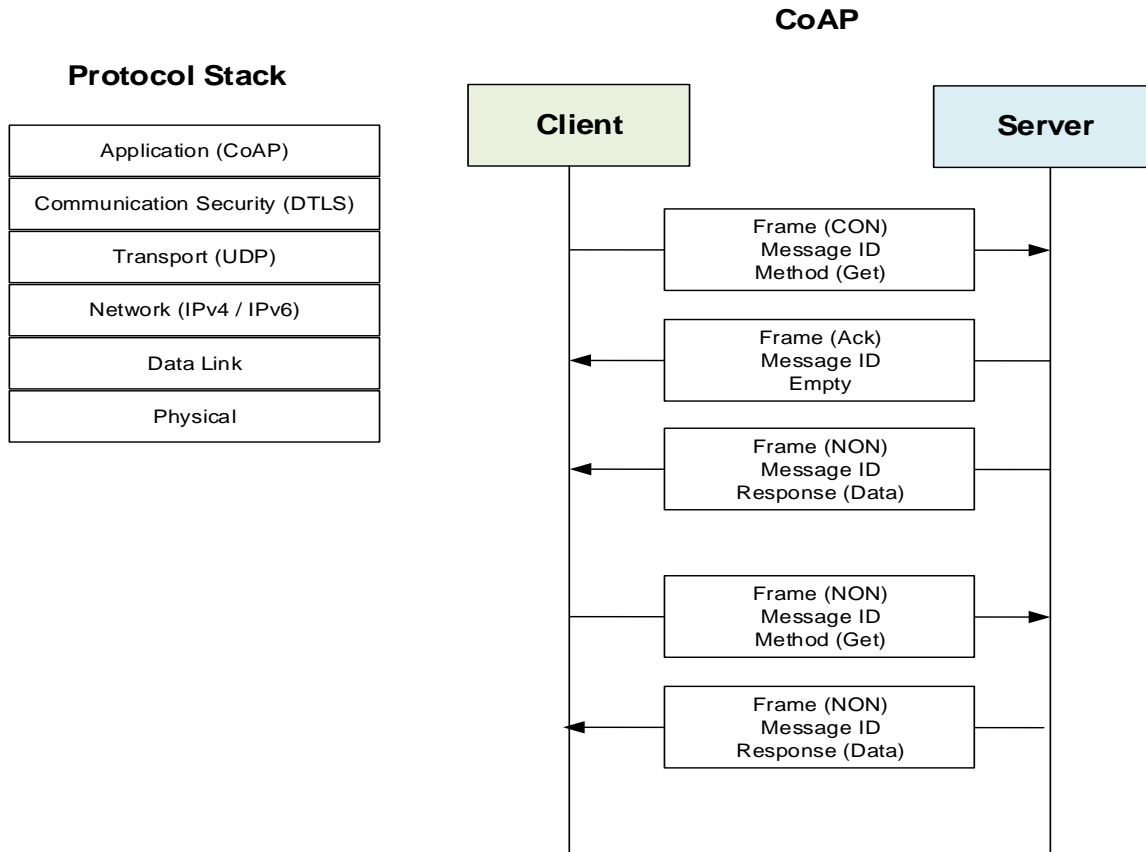 CoAP
Protocol Stack
Application (CoAP)
Communication Security (DTLS)
Transport (UDP)
Network (IPv4 / IPv6)
Data Link
Physical
Client
Server
Frame (CON)
Message ID
Method (Get)
Frame (Ack)
Message ID
Empty
Frame (NON)
Message ID
Response (Data)
Frame (NON)
Message ID
Method (Get)
Frame (NON)
Message ID
Response (Data)